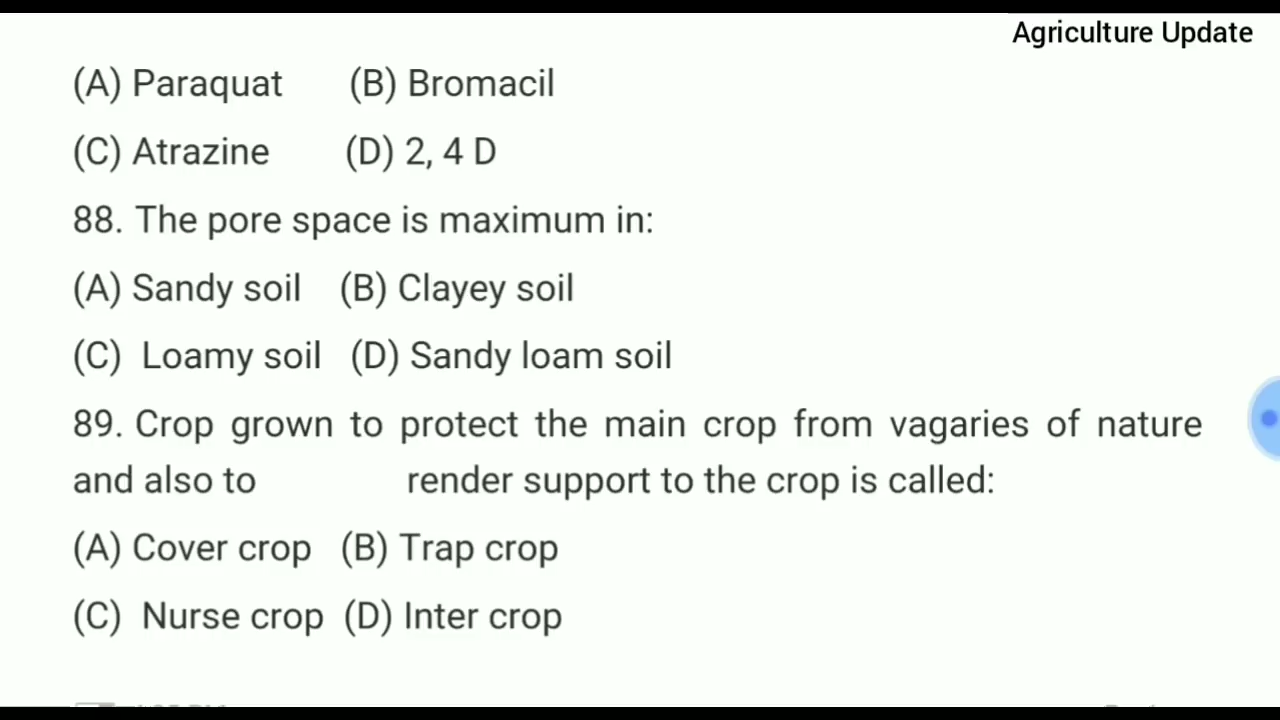 Agriculture Update
(A) Paraquat (B) Bromacil
(C) Atrazine (D) 2, 4 D
88. The pore space is maximum in:
(A) Sandy soil (B) Clayey soil
(C) Loamy soil (D) Sandy loam soil
89. Crop grown to protect the main crop from vagaries of nature
and also to render support to the crop is called:
(A) Cover crop (B) Trap crop
(C) Nurse crop (D) Inter crop